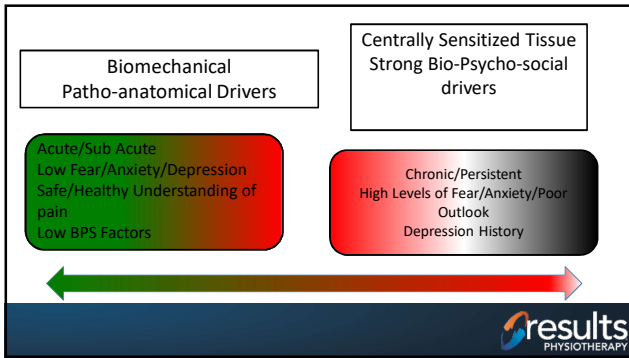 Biomechanical
Patho-anatomical Drivers
Centrally Sensitized Tissue
Strong Bio-Psycho-social
drivers
Acute/Sub Acute
Low Fear/Anxiety/Depression
Safe/Healthy Understanding of
pain
Low BPS Factors
Chronic/Persistent
High Levels of Fear/Anxiety/Poor
Outlook
Depression History
results
PHYSIOTHERAPY